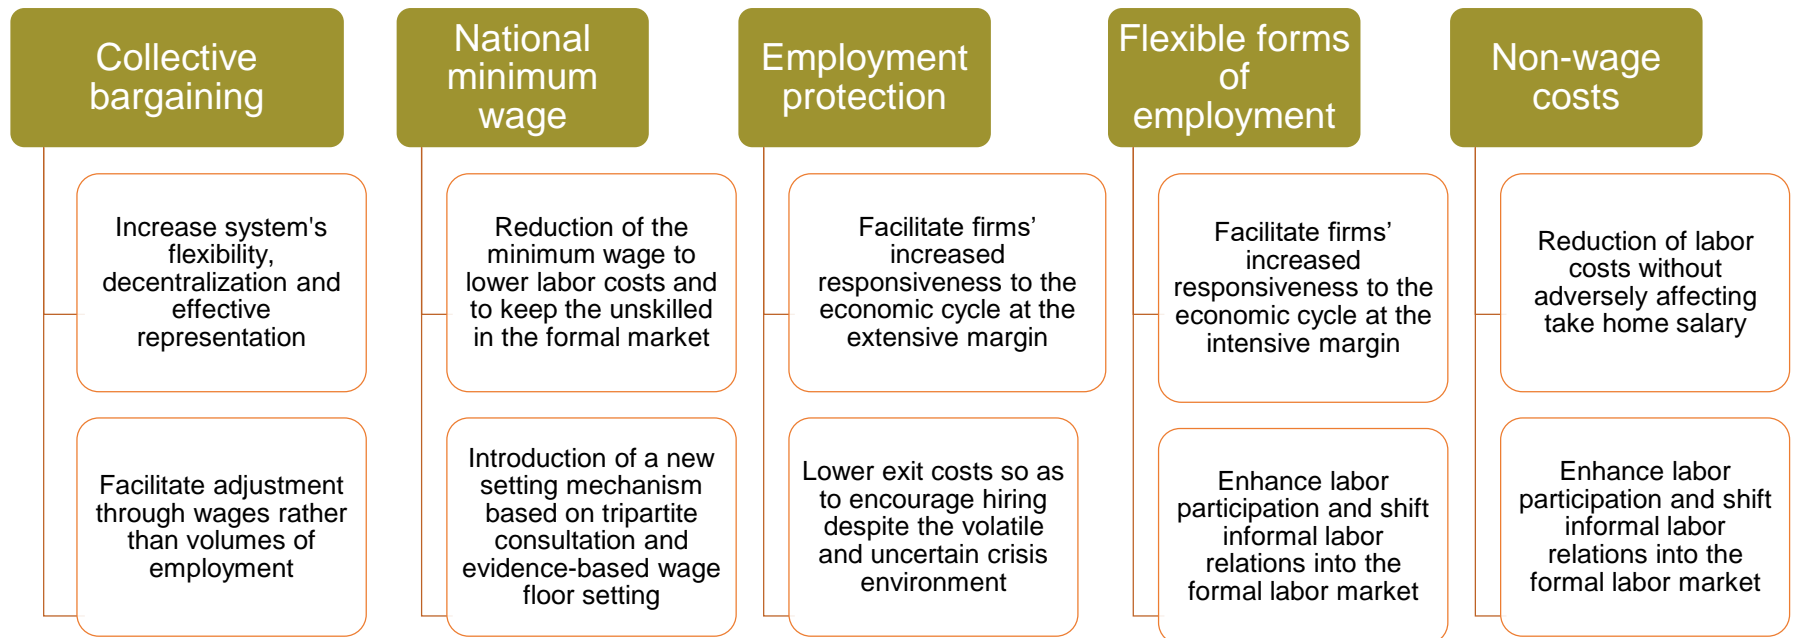 Collective
bargaining
Increase system's
flexibility,
decentralization and
effective
representation
Facilitate adjustment
through wages rather
than volumes of
employment
National
minimum
wage
Reduction of the
minimum wage to
lower labor costs and
to keep the unskilled
in the formal market
Introduction of a new
setting mechanism
based on tripartite
consultation and
evidence-based wage
floor setting
Employment
protection
Facilitate firms’
increased
responsiveness to the
economic cycle at the
extensive margin
Lower exit costs so as
to encourage hiring
despite the volatile
and uncertain crisis
environment
Flexible forms
of
employment
Facilitate firms’
increased
responsiveness to the
economic cycle at the
intensive margin
Enhance labor
participation and shift
informal labor
relations into the
formal labor market
Non-wage
costs
Reduction of labor
costs without
adversely affecting
take home salary
Enhance labor
participation and shift
informal labor
relations into the
formal labor market